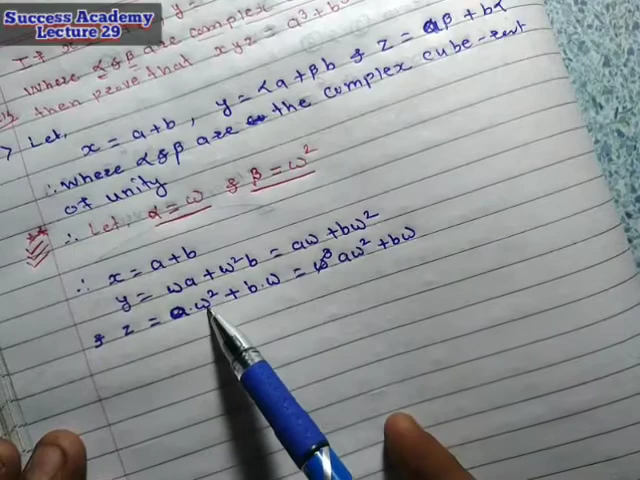 Success Academy
Lecture 29
If x
Where α & β are complex
then prove that xyz = a³ + b³
> Let,
x = a+b, y = αa + βb & z = aβ + bα
∴ Where α & β are the complex cube-root
of unity
∴ Let, α = ω & β = ω²
∴ x = a+b
y = ωa + ω²b = aω + bω²
& z = a.ω² + b.ω = aω² + bω